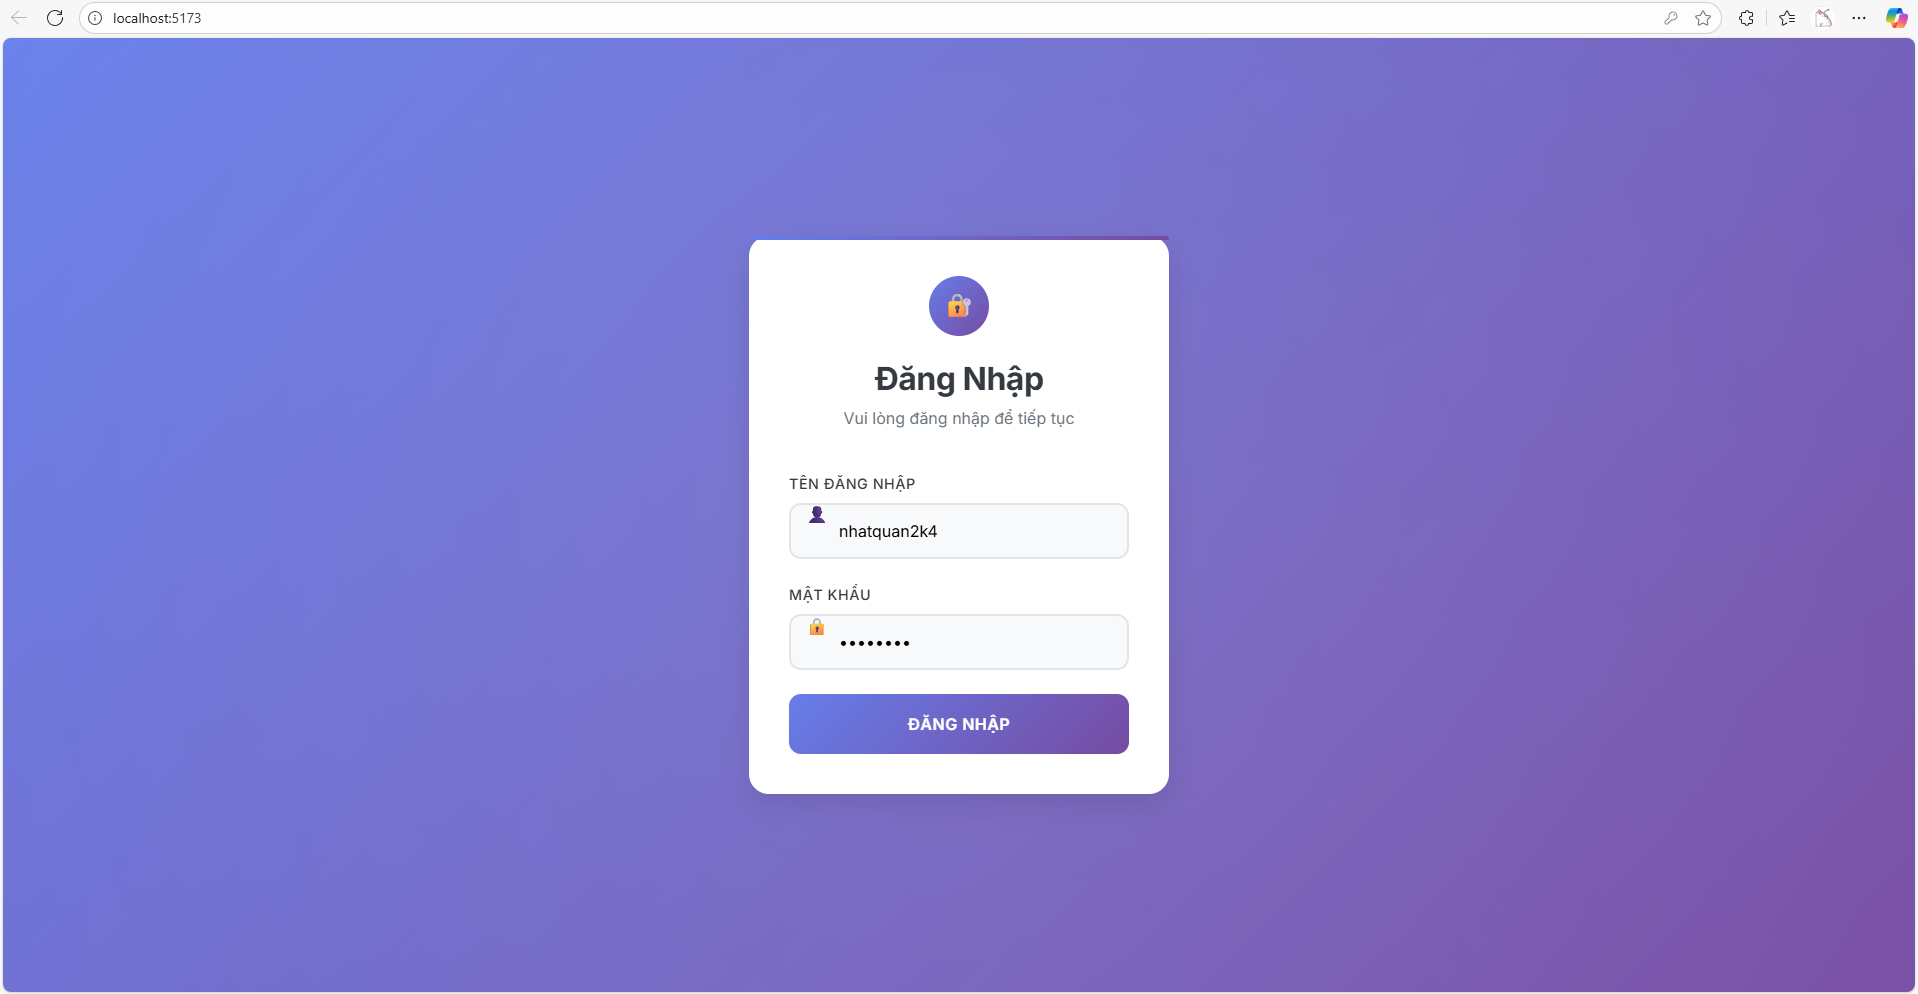 localhost:5173
Đăng Nhập
Vui lòng đăng nhập để tiếp tục
TÊN ĐĂNG NHẬP
nhatquan2k4
MẬT KHẨU
••••••••
ĐĂNG NHẬP